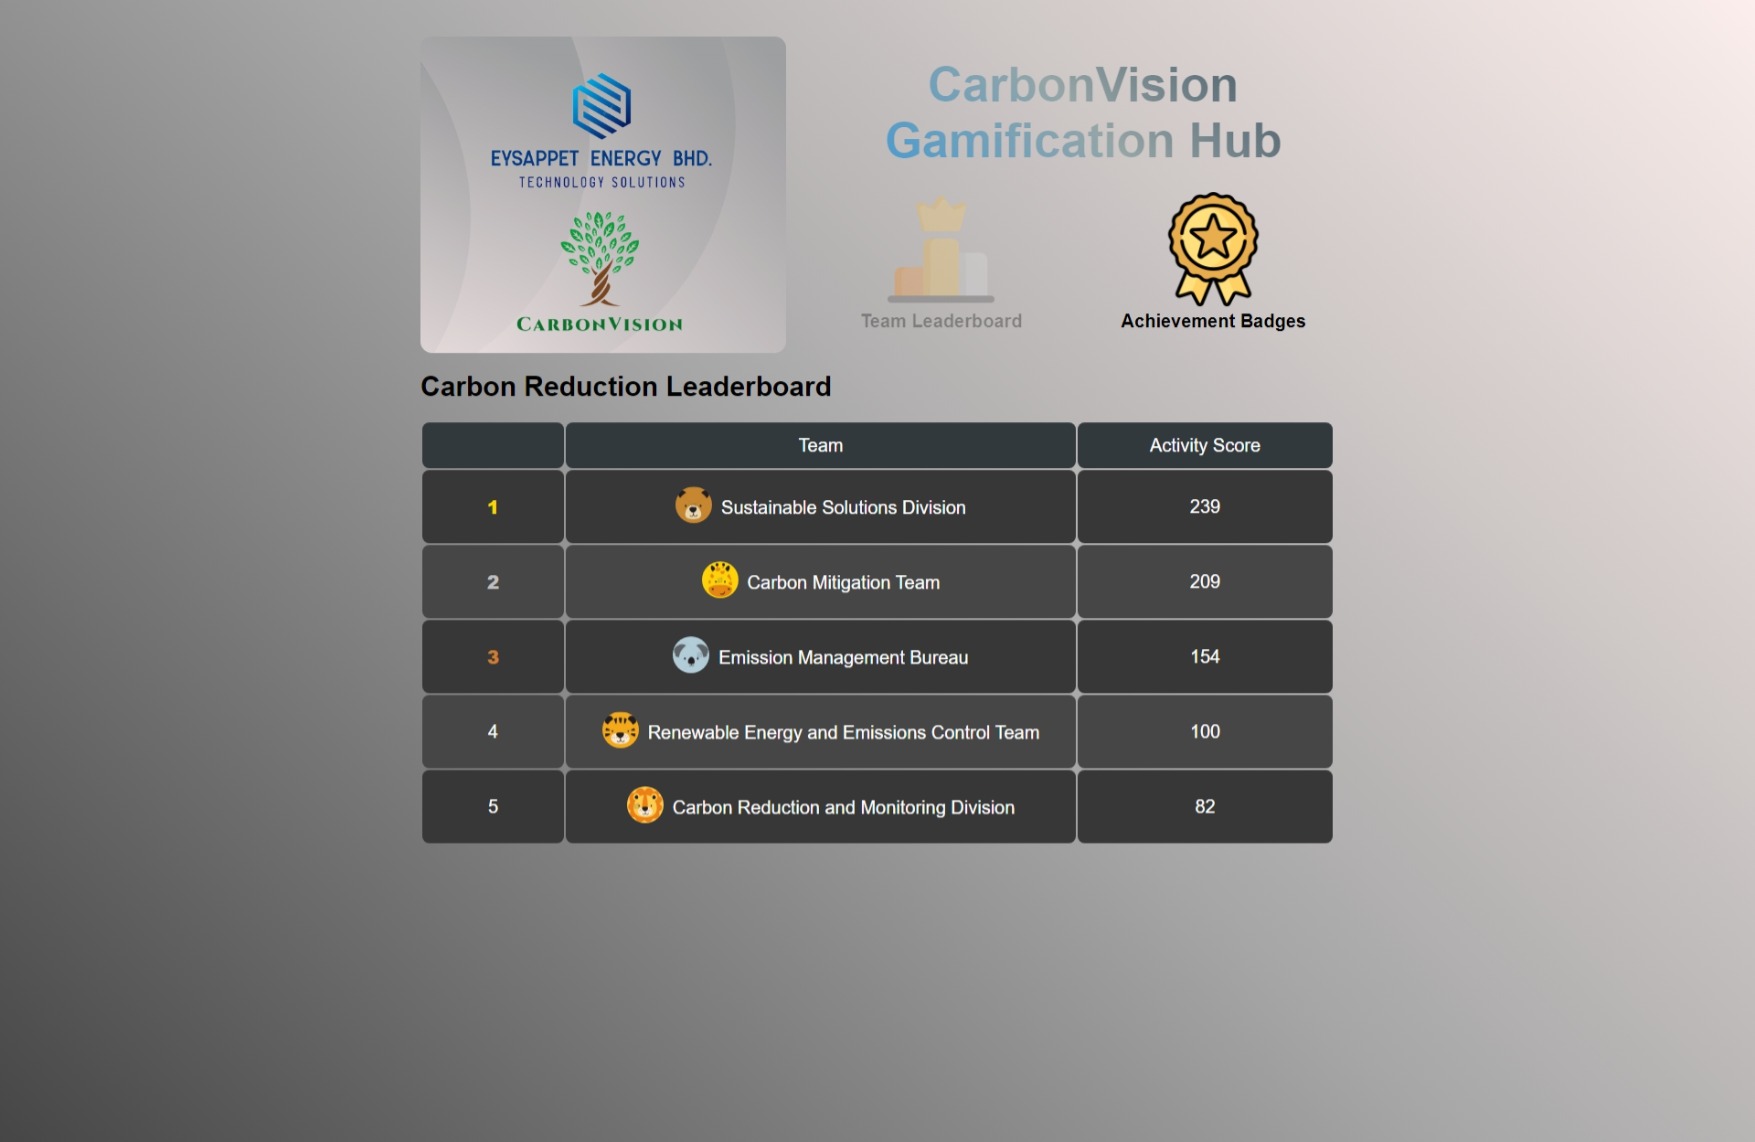 EYSAPPET ENERGY BHD.
TECHNOLOGY SOLUTIONS
CARBONVISION
CarbonVision
Gamification Hub
Team Leaderboard
Achievement Badges
Carbon Reduction Leaderboard
Team Activity Score
1 Sustainable Solutions Division 239
2 Carbon Mitigation Team 209
3 Emission Management Bureau 154
4 Renewable Energy and Emissions Control Team 100
5 Carbon Reduction and Monitoring Division 82